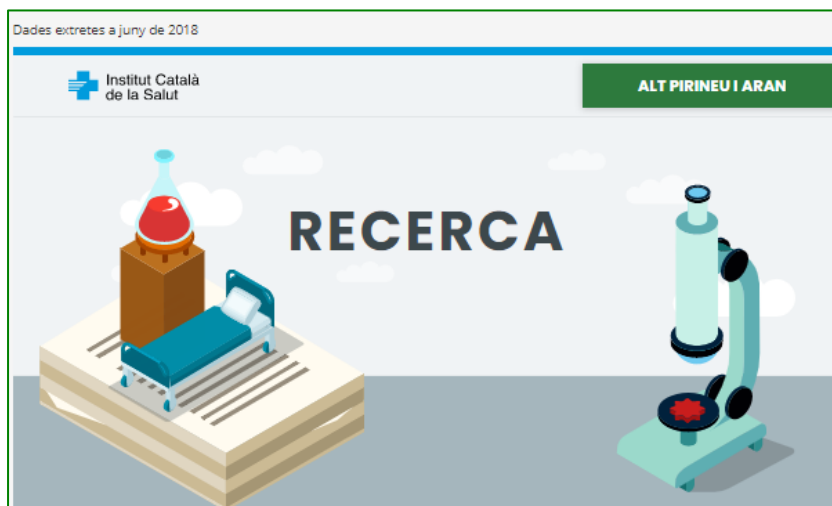 Dades extretes a juny de 2018
Institut Català
de la Salut
ALT PIRINEU I ARAN
RECERCA